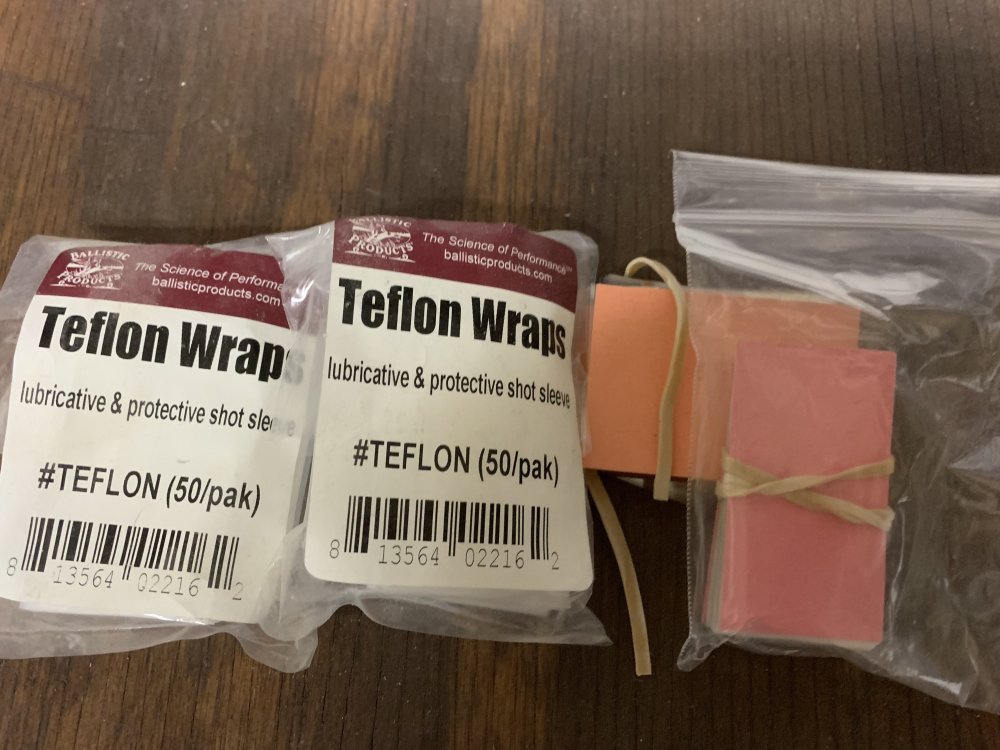 BALLISTIC
PRODUCTS
The Science of Performa
ballisticproducts.com
Teflon Wraps
lubricative & protective shot sleeve
#TEFLON (50/pak)
8 13564 02216 2
BALLISTIC
PRODUCTS
The Science of Performance
ballisticproducts.com
Teflon Wraps
lubricative & protective shot sleeve
#TEFLON (50/pak)
8 13564 02216 2